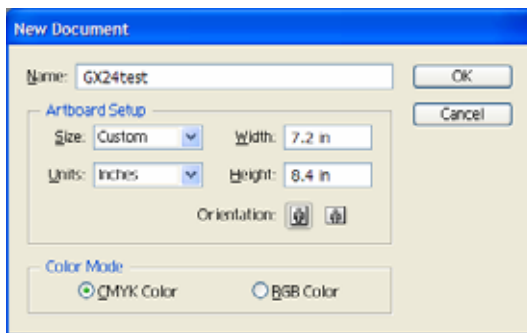 New Document
Name: GX24test
OK
Cancel
Artboard Setup
Size: Custom Width: 7.2 in
Units: Inches Height: 8.4 in
Orientation:
Color Mode
CMYK Color RGB Color